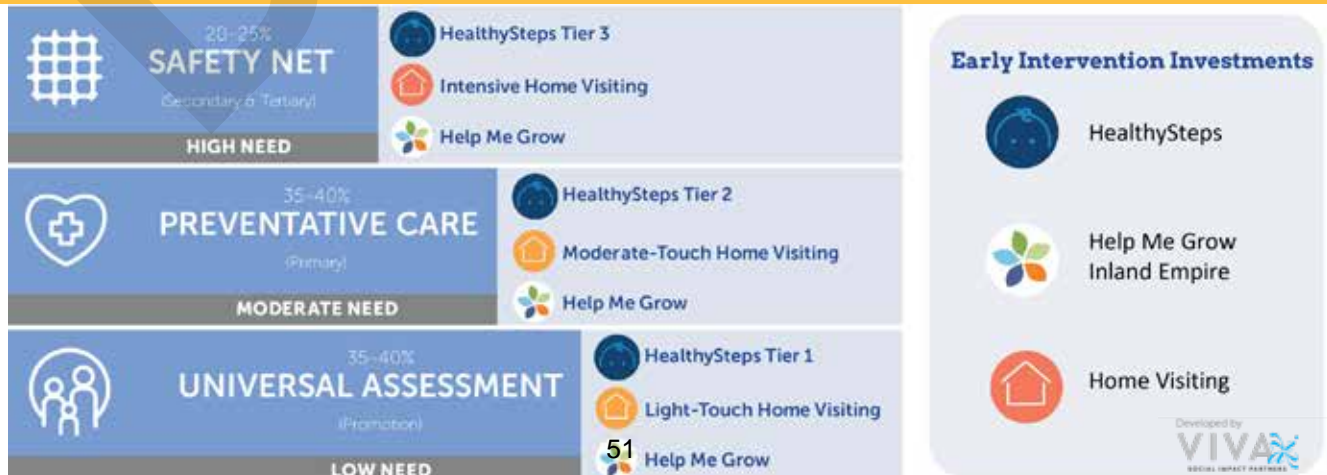 20-25%
SAFETY NET
(Secondary & Tertiary)
HIGH NEED
HealthySteps Tier 3
Intensive Home Visiting
Help Me Grow
35-40%
PREVENTATIVE CARE
(Primary)
MODERATE NEED
HealthySteps Tier 2
Moderate-Touch Home Visiting
Help Me Grow
35-40%
UNIVERSAL ASSESSMENT
(Promotion)
LOW NEED
HealthySteps Tier 1
Light-Touch Home Visiting
51
Help Me Grow
Early Intervention Investments
HealthySteps
Help Me Grow
Inland Empire
Home Visiting
Developed by
VIVA
SOCIAL IMPACT PARTNERS